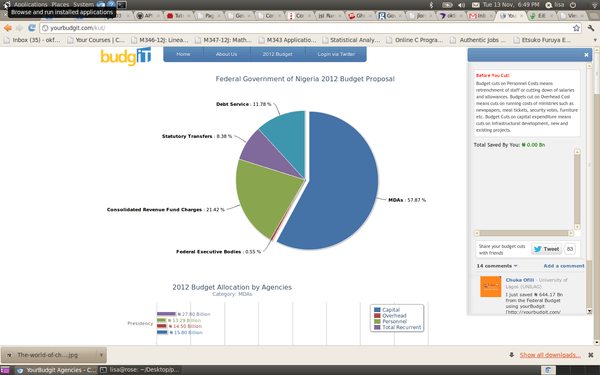 Applications Places System
Tue 13 Nov, 6:49 PM lisa
Browse and run installed applications
yourbudgit.com/kut/
Inbox (35) - okf... Your Courses | C... M346-12J: Linea... M347-12J: Math... M343 Applicatio... Statistical Analy... Online C Progra... Authentic Jobs ... Etsuko Furuya E...
budgIT
Home About Us 2012 Budget Login via Twitter
Federal Government of Nigeria 2012 Budget Proposal
Debt Service : 11.78 %
Statutory Transfers : 8.38 %
MDAs : 57.87 %
Consolidated Revenue Fund Charges : 21.42 %
Federal Executive Bodies : 0.55 %
Before You Cut!
Budget cuts on Personnel Costs means
retrenchment of staff or cutting down of salaries
and allowances. Budgets cut on Overhead Cost
means cuts on running costs of ministries such as
newspapers, meal tickets, security votes, furniture
etc. Budget Cuts on capital expenditure means
cuts on infrastructural development, new and
existing projects.
Total Saved By You: ₦ 0.00 Bn
Share your budget cuts
with friends
Tweet 83
14 comments Add a comment
Chuka Ofili · University of
Lagos (UNILAG)
I just saved ₦ 644.17 Bn
from the Federal Budget
using yourBudgit
[http://yourbudgit.com/
2012 Budget Allocation by Agencies
Category: MDAs
Presidency
₦ 27.80 Billion
₦ 13.29 Billion
₦ 14.50 Billion
₦ 15.80 Billion
Capital
Overhead
Personnel
Total Recurrent
The-world-of-ch....jpg
Show all downloads...
YourBudgit Agencies - C... lisa@rose: ~/Desktop/p...